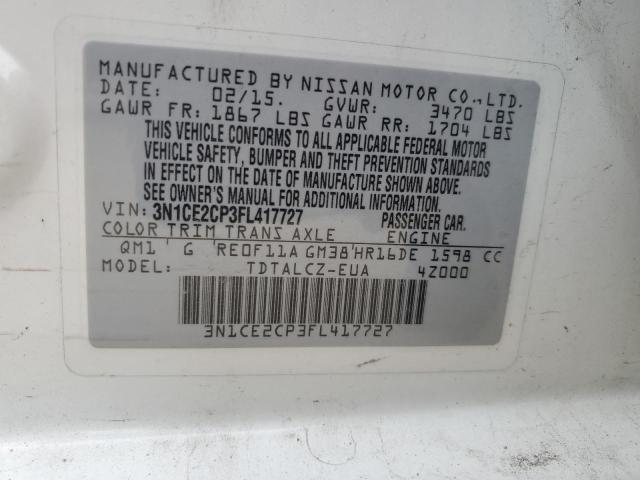 MANUFACTURED BY NISSAN MOTOR CO.,LTD.
DATE: 02/15. GVWR: 3470 LBS
GAWR FR: 1867 LBS GAWR RR: 1704 LBS
THIS VEHICLE CONFORMS TO ALL APPLICABLE FEDERAL MOTOR
VEHICLE SAFETY, BUMPER AND THEFT PREVENTION STANDARDS
IN EFFECT ON THE DATE OF MANUFACTURE SHOWN ABOVE.
SEE OWNER'S MANUAL FOR ADDITIONAL INFORMATION.
VIN: 3N1CE2CP3FL417727 PASSENGER CAR.
COLOR TRIM TRANS AXLE ENGINE
QM1 ' G 'RE0F11A GM38'HR16DE 1598 CC
MODEL: TDTALCZ-EUA 4Z000
3N1CE2CP3FL417727